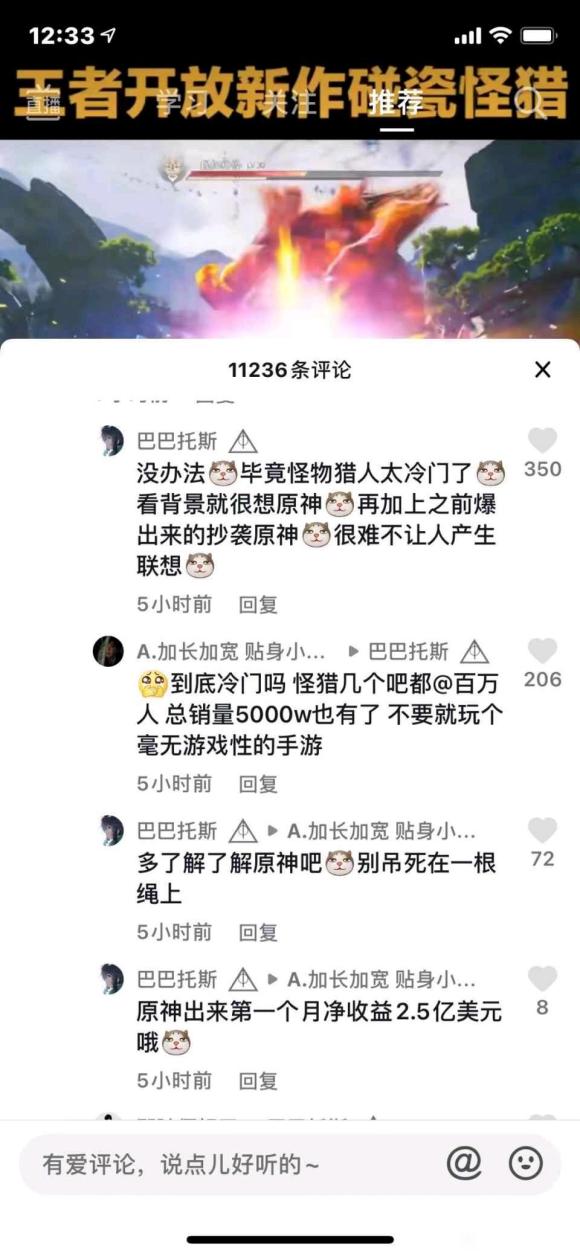 12:33
王者开放新作碰瓷怪猎
直播
学习
关注
推荐
11236条评论
巴巴托斯
没办法毕竟怪物猎人太冷门了
看背景就很想原神再加上之前爆
出来的抄袭原神很难不让人产生
联想
350
5小时前 回复
A.加长加宽 贴身小... 巴巴托斯
到底冷门吗 怪猎几个吧都@百万
人 总销量5000w也有了 不要就玩个
毫无游戏性的手游
206
5小时前 回复
巴巴托斯 A.加长加宽 贴身小...
多了解了解原神吧别吊死在一根
绳上
72
5小时前 回复
巴巴托斯 A.加长加宽 贴身小...
原神出来第一个月净收益2.5亿美元
哦
8
5小时前 回复
有爱评论，说点儿好听的~
@